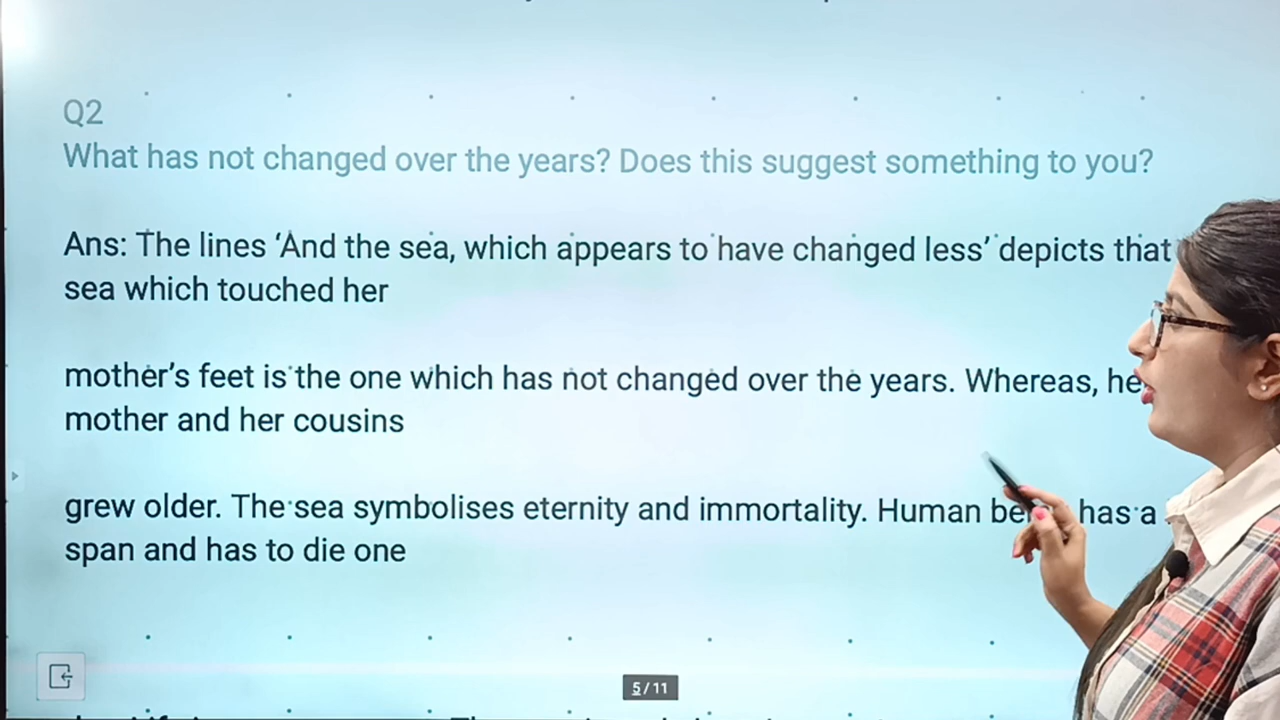 Q2
What has not changed over the years? Does this suggest something to you?
Ans: The lines ‘And the sea, which appears to have changed less’ depicts that
sea which touched her
mother’s feet is the one which has not changed over the years. Whereas,
mother and her cousins
grew older. The sea symbolises eternity and immortality. Human has a
span and has to die one
5/11